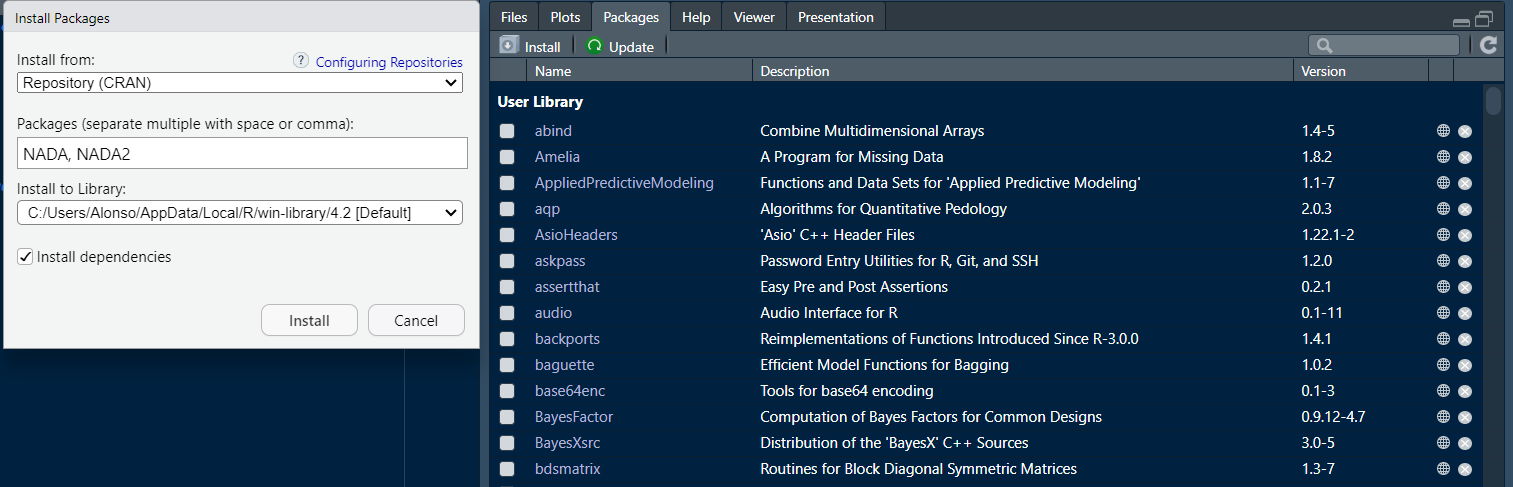 Install Packages
Install from:
? Configuring Repositories
Repository (CRAN)
Packages (separate multiple with space or comma):
NADA, NADA2
Install to Library:
C:/Users/Alonso/AppData/Local/R/win-library/4.2 [Default]
Install dependencies
Install Cancel
Files Plots Packages Help Viewer Presentation
Install Update
Name Description Version
User Library
abind Combine Multidimensional Arrays 1.4-5
Amelia A Program for Missing Data 1.8.2
AppliedPredictiveModeling Functions and Data Sets for 'Applied Predictive Modeling' 1.1-7
aqp Algorithms for Quantitative Pedology 2.0.3
AsioHeaders 'Asio' C++ Header Files 1.22.1-2
askpass Password Entry Utilities for R, Git, and SSH 1.2.0
assertthat Easy Pre and Post Assertions 0.2.1
audio Audio Interface for R 0.1-11
backports Reimplementations of Functions Introduced Since R-3.0.0 1.4.1
baguette Efficient Model Functions for Bagging 1.0.2
base64enc Tools for base64 encoding 0.1-3
BayesFactor Computation of Bayes Factors for Common Designs 0.9.12-4.7
BayesXsrc Distribution of the 'BayesX' C++ Sources 3.0-5
bdsmatrix Routines for Block Diagonal Symmetric Matrices 1.3-7